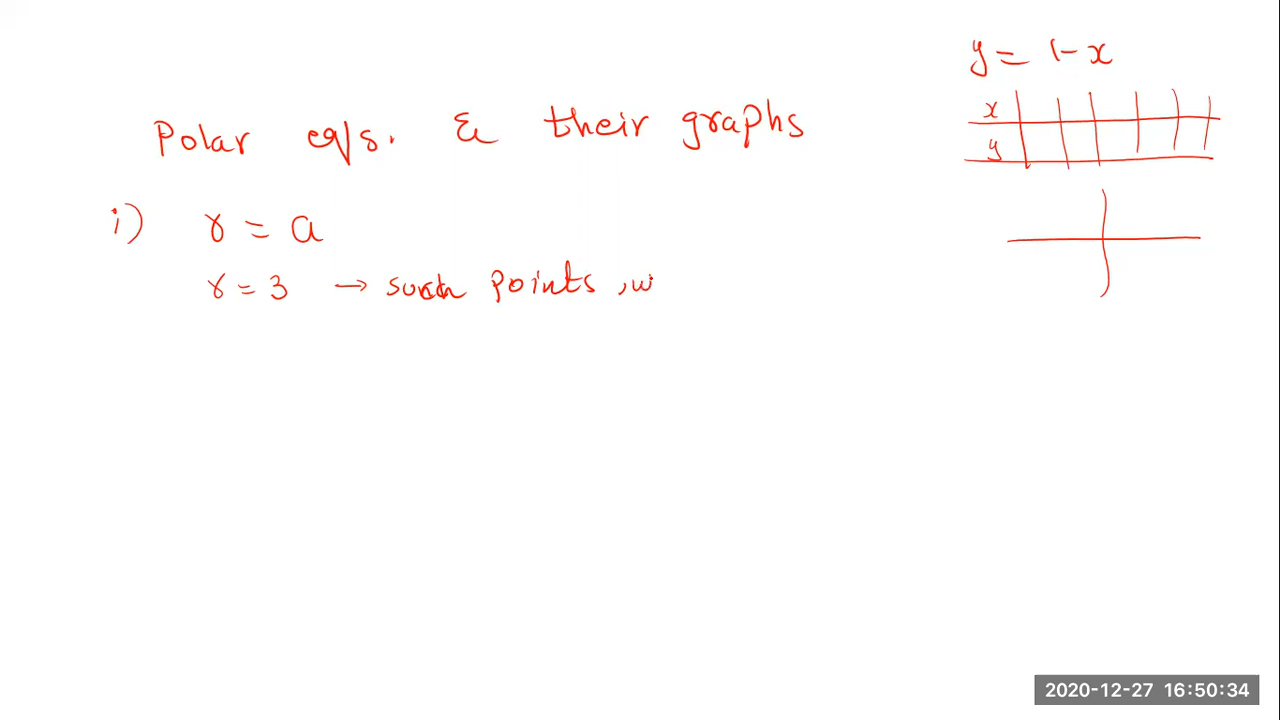 Polar eqs. & their graphs
i) r = a
r = 3 → such points, w
y = 1 - x
x
y
2020-12-27 16:50:34